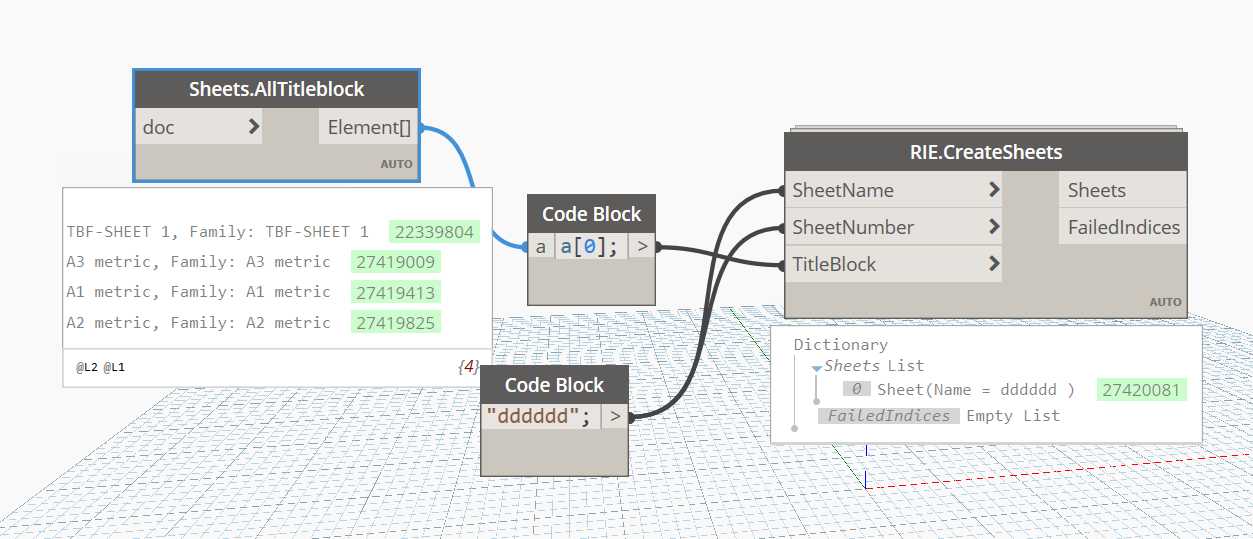 Sheets.AllTitleblock
doc > Element[]
AUTO
TBF-SHEET 1, Family: TBF-SHEET 1 22339804
A3 metric, Family: A3 metric 27419009
A1 metric, Family: A1 metric 27419413
A2 metric, Family: A2 metric 27419825
@L2 @L1 {4}
Code Block
a a[0]; >
Code Block
"dddddd"; >
RIE.CreateSheets
SheetName > Sheets
SheetNumber > FailedIndices
TitleBlock >
AUTO
Dictionary
Sheets List
0 Sheet(Name = dddddd ) 27420081
FailedIndices Empty List